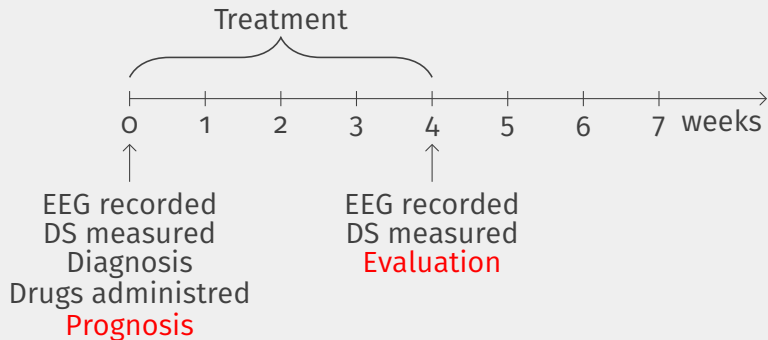 Treatment
0 1 2 3 4 5 6 7 weeks
EEG recorded
DS measured
Diagnosis
Drugs administred
Prognosis
EEG recorded
DS measured
Evaluation